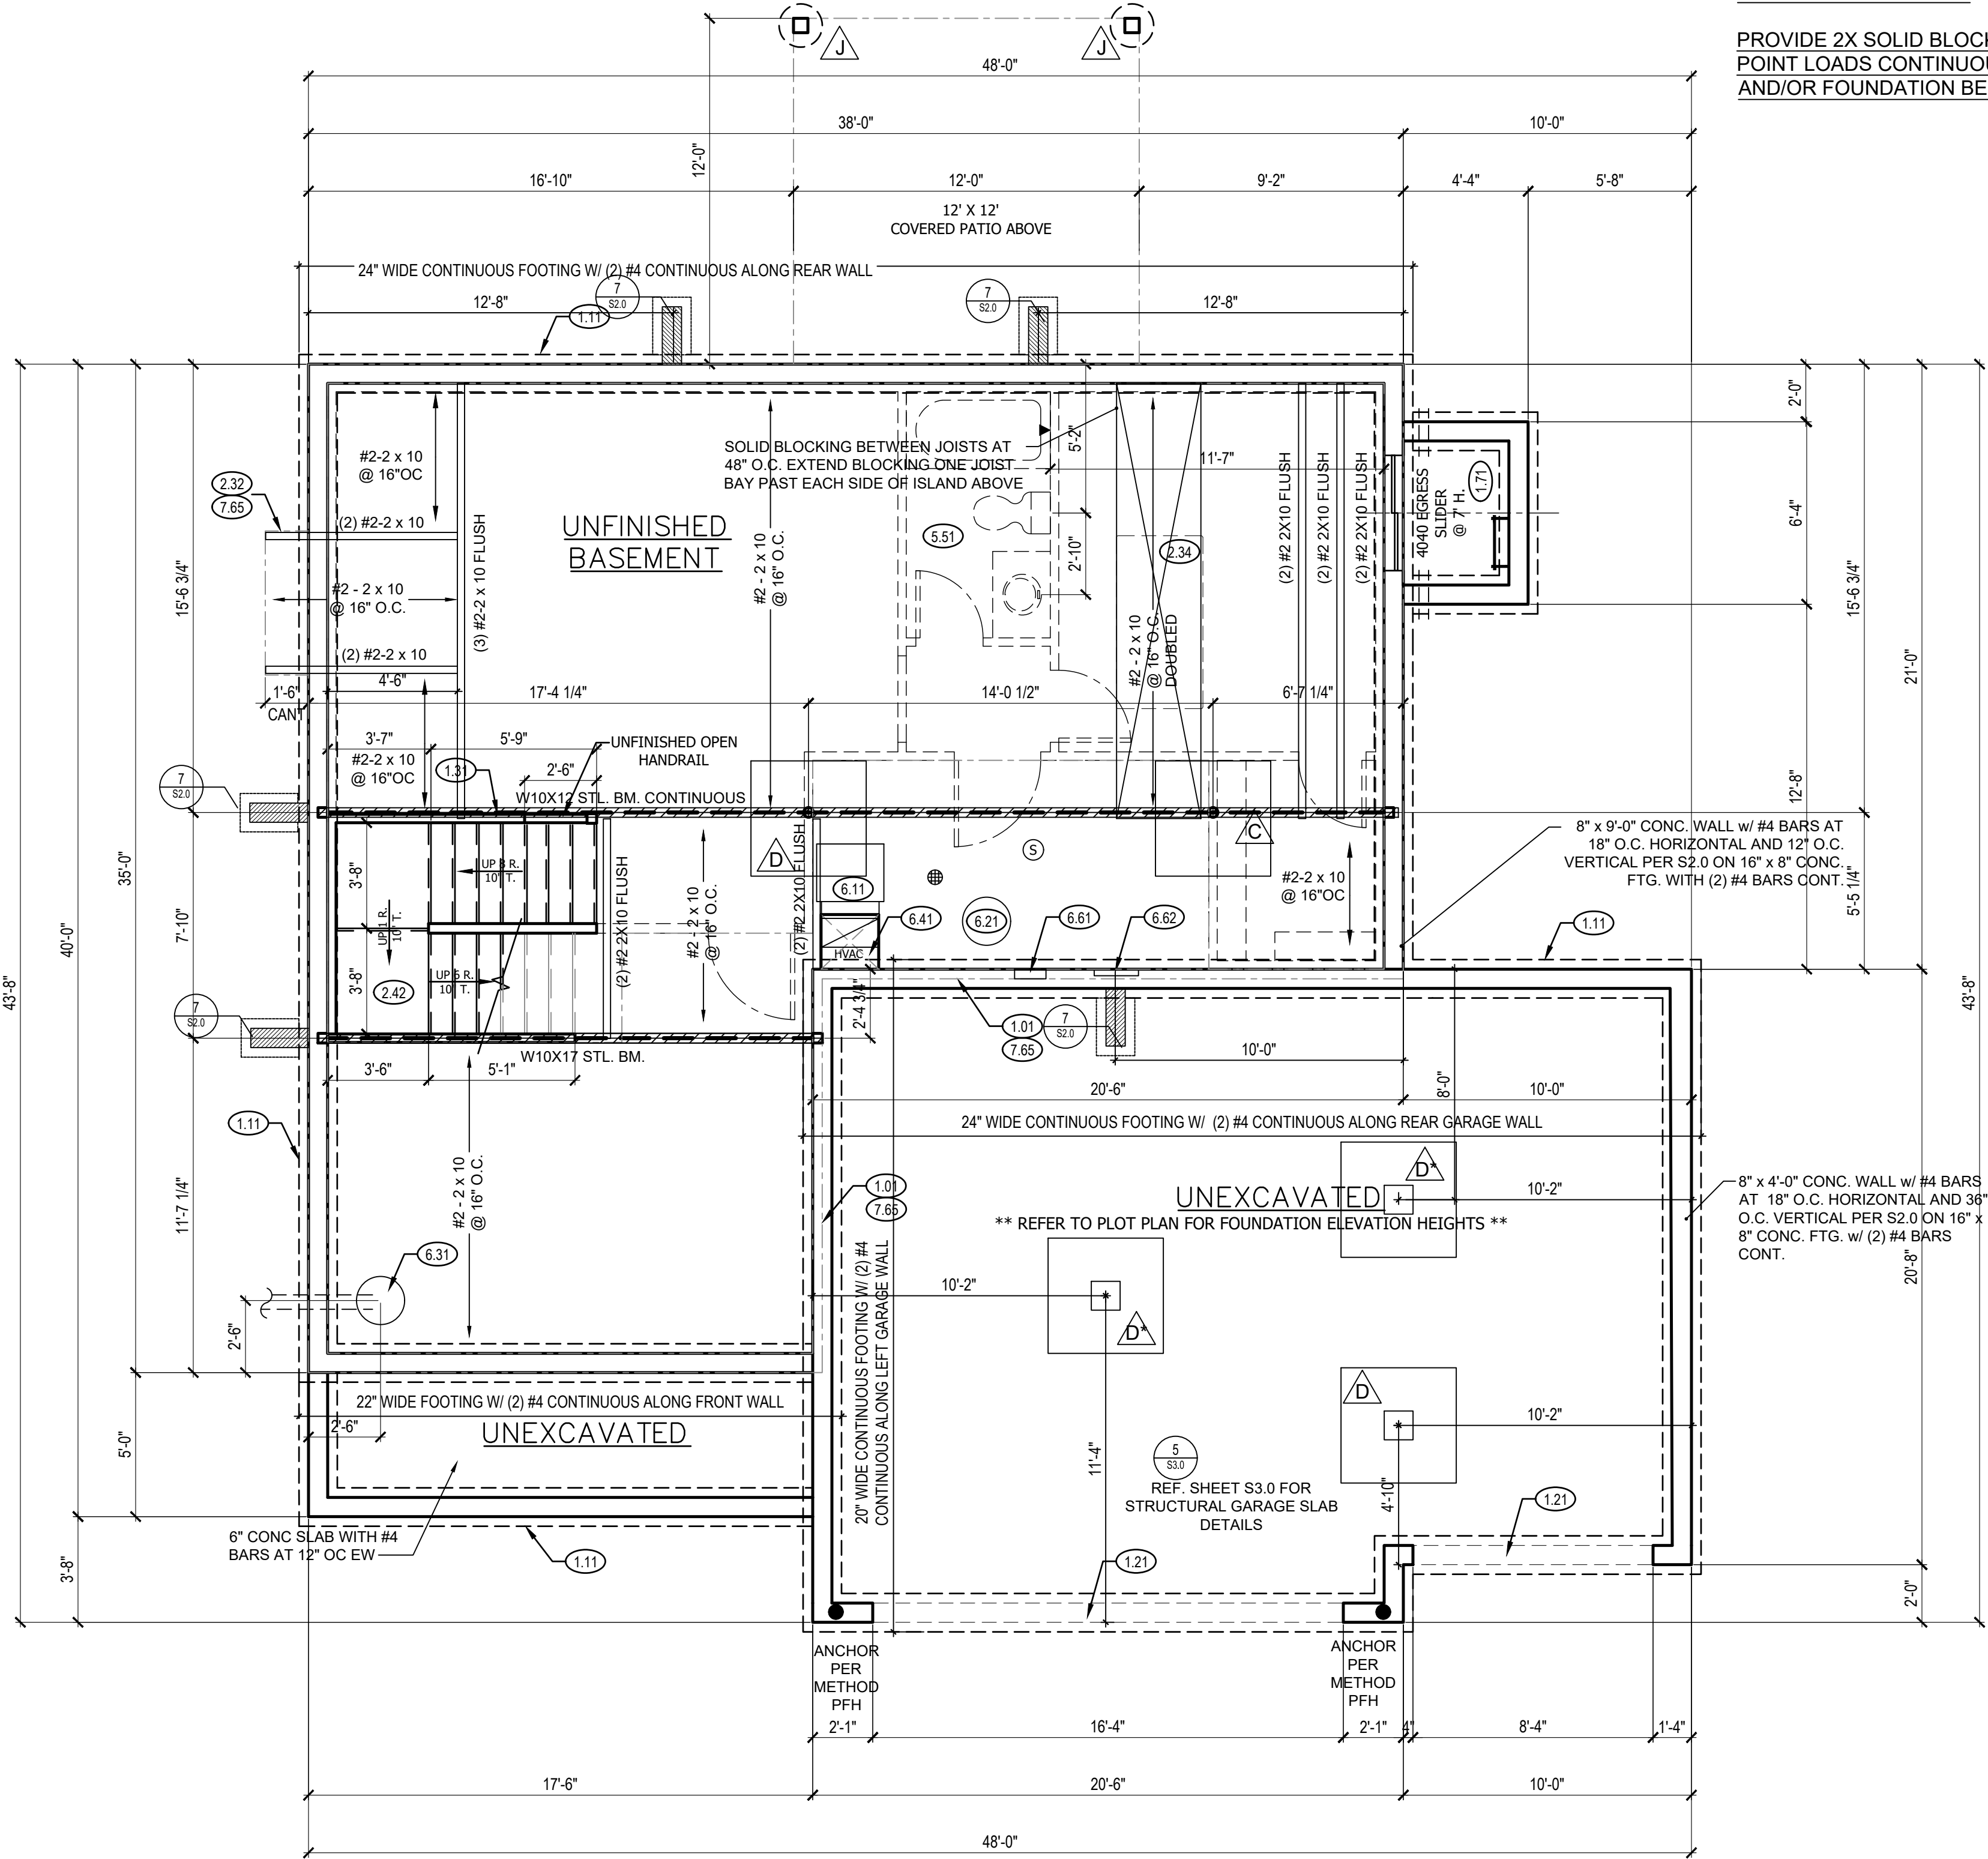 PROVIDE 2X SOLID
POINT LOADS
AND/OR FOUNDATION
J
J
48'-0"
38'-0"
10'-0"
12'-0"
16'-10"
12'-0"
9'-2"
4'-4"
5'-8"
12' X 12'
COVERED PATIO ABOVE
24" WIDE CONTINUOUS FOOTING W/ (2) #4 CONTINUOUS ALONG REAR WALL
12'-8"
7
S2.0
7
S2.0
12'-8"
1.11
2'-0"
5'-2"
SOLID BLOCKING BETWEEN JOISTS AT
48" O.C. EXTEND BLOCKING ONE JOIST
BAY PAST EACH SIDE OF ISLAND ABOVE
11'-7"
#2-2 x 10
@ 16"OC
2.32
7.65
(2) #2-2 x 10
UNFINISHED
BASEMENT
5.51
2'-10"
2.34
(3) #2-2 x 10 FLUSH
#2 - 2 x 10
@ 16" O.C.
#2 - 2 x 10
@ 16" O.C.
DOUBLED
(2) #2 2X10 FLUSH
(2) #2 2X10 FLUSH
(2) #2 2X10 FLUSH
4040 EGRESS
SLIDER
@ 7' H.
1.71
6'-4"
15'-6 3/4"
15'-6 3/4"
21'-0"
#2 - 2 x 10
@ 16" O.C.
(2) #2-2 x 10
4'-6"
1'-6"
CANT
17'-4 1/4"
14'-0 1/2"
6'-7 1/4"
3'-7"
5'-9"
UNFINISHED OPEN
HANDRAIL
#2-2 x 10
@ 16"OC
1.31
2'-6"
W10X12 STL. BM. CONTINUOUS
7
S2.0
12'-8"
8" x 9'-0" CONC. WALL w/ #4 BARS AT
18" O.C. HORIZONTAL AND 12" O.C.
VERTICAL PER S2.0 ON 16" x 8" CONC.
FTG. WITH (2) #4 BARS CONT.
5'-5 1/4"
35'-0"
40'-0"
43'-8"
7'-10"
3'-8"
UP 8 R.
10" T.
UP 1 R.
10" T.
3'-8"
2.42
UP 6 R.
10" T.
(2) #2 2X10 FLUSH
#2 - 2 x 10
@ 16" O.C.
(2) #2 2X10 FLUSH
D
C
S
6.11
6.41
HVAC
6.21
6.61
6.62
#2-2 x 10
@ 16"OC
1.11
43'-8"
7
S2.0
2'-4 3/4"
1.01
7.65
7
S2.0
10'-0"
W10X17 STL. BM.
3'-6"
5'-1"
20'-6"
8'-0"
10'-0"
24" WIDE CONTINUOUS FOOTING W/ (2) #4 CONTINUOUS ALONG REAR GARAGE WALL
1.11
#2 - 2 x 10
@ 16" O.C.
11'-7 1/4"
1.01
7.65
UNEXCAVATED
D*
10'-2"
** REFER TO PLOT PLAN FOR FOUNDATION ELEVATION HEIGHTS **
8" x 4'-0" CONC. WALL w/ #4 BARS
AT 18" O.C. HORIZONTAL AND 36"
O.C. VERTICAL PER S2.0 ON 16" x
8" CONC. FTG. w/ (2) #4 BARS
CONT.
20'-8"
6.31
2'-6"
10'-2"
D*
20" WIDE CONTINUOUS FOOTING W/ (2) #4
CONTINUOUS ALONG LEFT GARAGE WALL
22" WIDE FOOTING W/ (2) #4 CONTINUOUS ALONG FRONT WALL
2'-6"
UNEXCAVATED
5'-0"
D
10'-2"
11'-4"
5
S3.0
REF. SHEET S3.0 FOR
STRUCTURAL GARAGE SLAB
DETAILS
4'-10"
1.21
6" CONC SLAB WITH #4
BARS AT 12" OC EW
1.11
1.21
3'-8"
2'-0"
ANCHOR
PER
METHOD
PFH
ANCHOR
PER
METHOD
PFH
2'-1"
16'-4"
2'-1"
4"
8'-4"
1'-4"
17'-6"
20'-6"
10'-0"
48'-0"